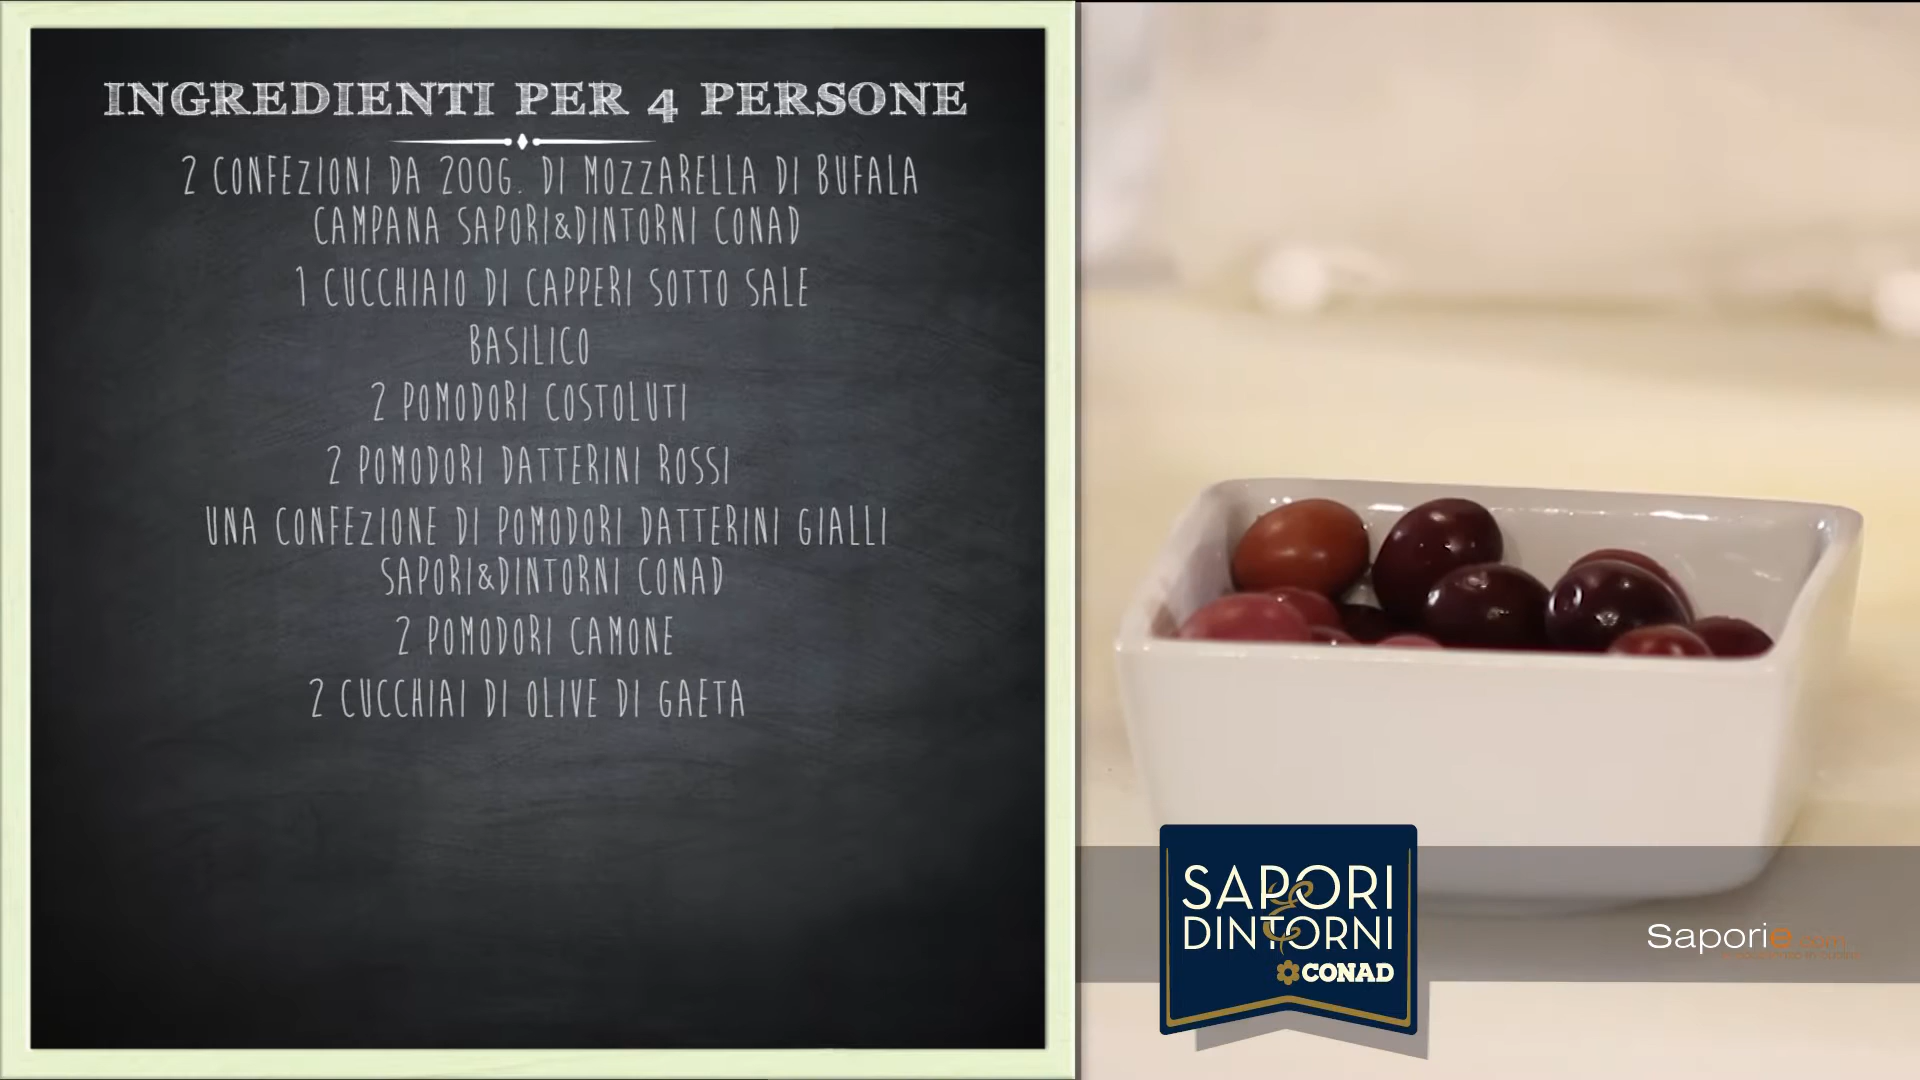 INGREDIENTI PER 4 PERSONE
2 CONFEZIONI DA 200G. DI MOZZARELLA DI BUFALA
CAMPANA SAPORI&DINTORNI CONAD
1 CUCCHIAIO DI CAPPERI SOTTO SALE
BASILICO
2 POMODORI COSTOLUTI
2 POMODORI DATTERINI ROSSI
UNA CONFEZIONE DI POMODORI DATTERINI GIALLI
SAPORI&DINTORNI CONAD
2 POMODORI CAMONE
2 CUCCHIAI DI OLIVE DI GAETA
SAPORI
&
DINTORNI
CONAD
Saporie.com